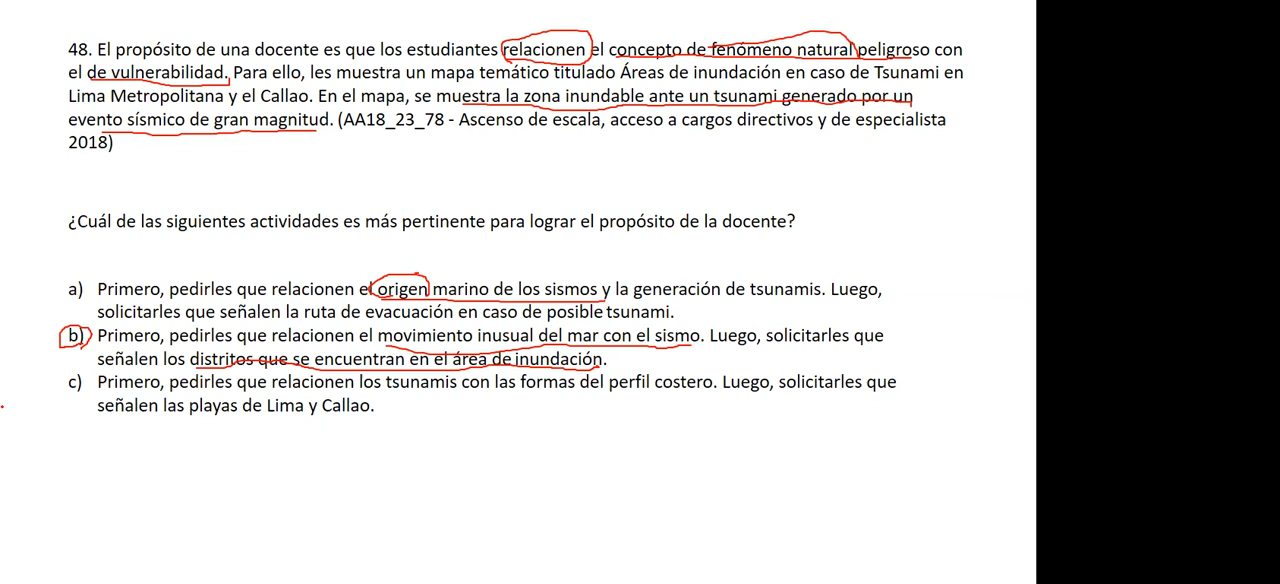 48. El propósito de una docente es que los estudiantes relacionen el concepto de fenómeno natural peligroso con
el de vulnerabilidad. Para ello, les muestra un mapa temático titulado Áreas de inundación en caso de Tsunami en
Lima Metropolitana y el Callao. En el mapa, se muestra la zona inundable ante un tsunami generado por un
evento sísmico de gran magnitud. (AA18_23_78 - Ascenso de escala, acceso a cargos directivos y de especialista
2018)
¿Cuál de las siguientes actividades es más pertinente para lograr el propósito de la docente?
a) Primero, pedirles que relacionen el origen marino de los sismos y la generación de tsunamis. Luego,
solicitarles que señalen la ruta de evacuación en caso de posible tsunami.
b) Primero, pedirles que relacionen el movimiento inusual del mar con el sismo. Luego, solicitarles que
señalen los distritos que se encuentran en el área de inundación.
c) Primero, pedirles que relacionen los tsunamis con las formas del perfil costero. Luego, solicitarles que
señalen las playas de Lima y Callao.